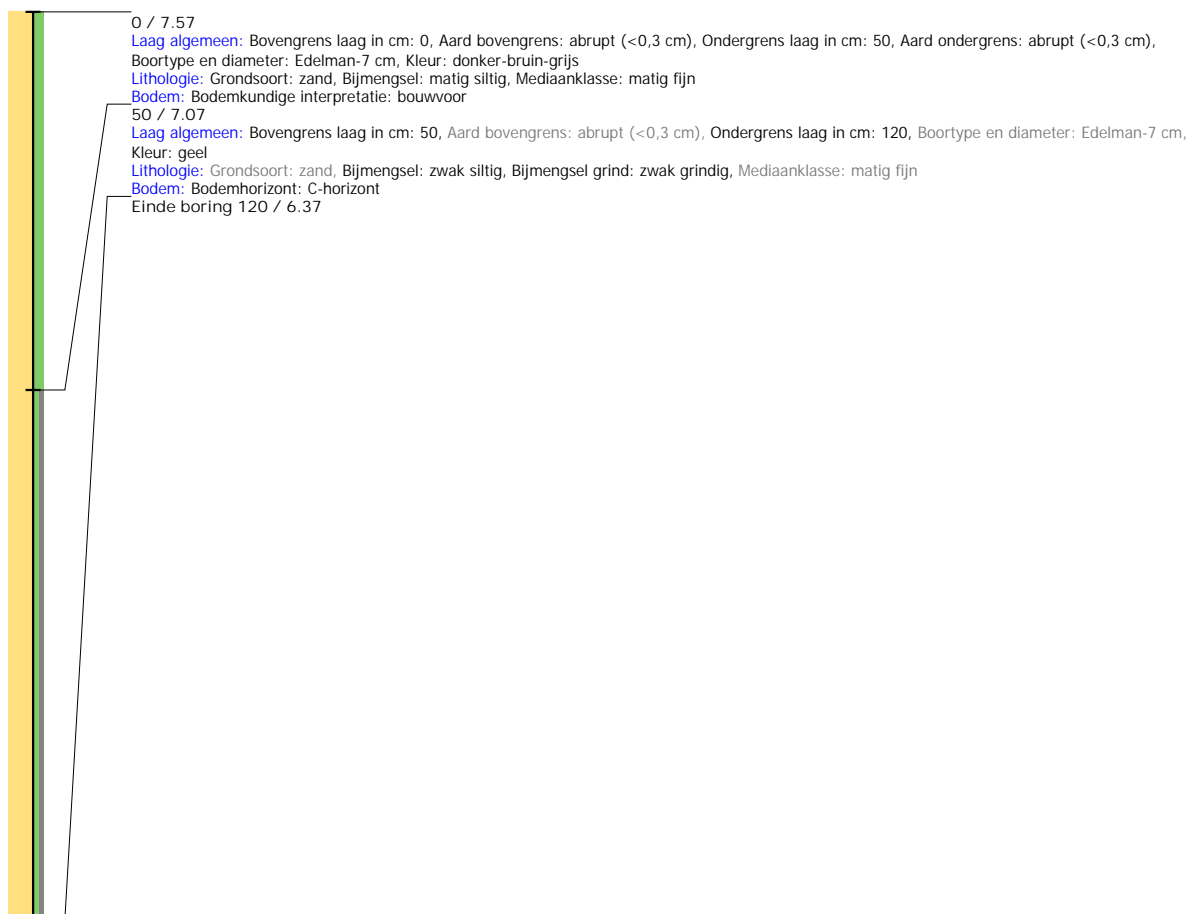 0 / 7.57
Laag algemeen: Bovengrens laag in cm: 0, Aard bovengrens: abrupt (<0,3 cm), Ondergrens laag in cm: 50, Aard ondergrens: abrupt (<0,3 cm),
Boortype en diameter: Edelman-7 cm, Kleur: donker-bruin-grijs
Lithologie: Grondsoort: zand, Bijmengsel: matig siltig, Mediaanklasse: matig fijn
Bodem: Bodemkundige interpretatie: bouwvoor
50 / 7.07
Laag algemeen: Bovengrens laag in cm: 50, Aard bovengrens: abrupt (<0,3 cm), Ondergrens laag in cm: 120, Boortype en diameter: Edelman-7 cm,
Kleur: geel
Lithologie: Grondsoort: zand, Bijmengsel: zwak siltig, Bijmengsel grind: zwak grindig, Mediaanklasse: matig fijn
Bodem: Bodemhorizont: C-horizont
Einde boring 120 / 6.37